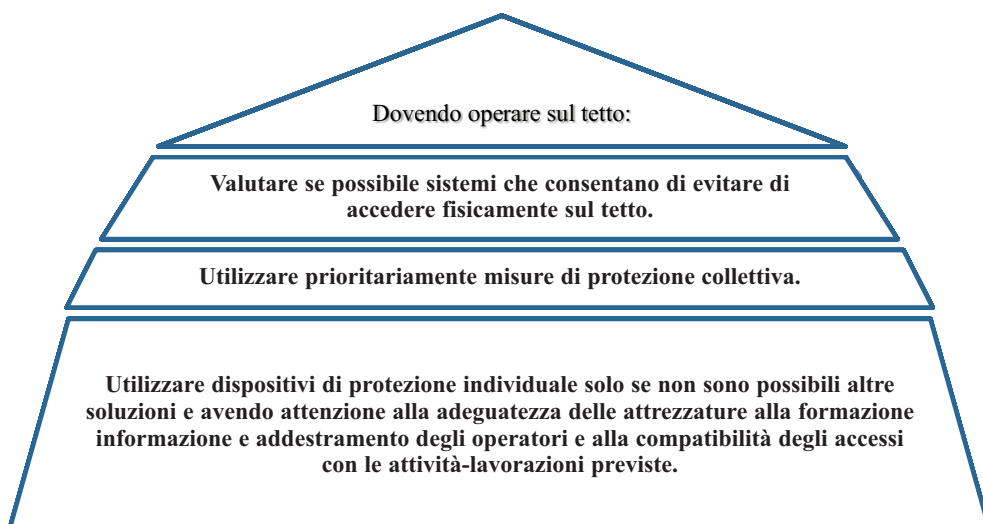 Dovendo operare sul tetto:
Valutare se possibile sistemi che consentano di evitare di
accedere fisicamente sul tetto.
Utilizzare prioritariamente misure di protezione collettiva.
Utilizzare dispositivi di protezione individuale solo se non sono possibili altre
soluzioni e avendo attenzione alla adeguatezza delle attrezzature alla formazione
informazione e addestramento degli operatori e alla compatibilità degli accessi
con le attività-lavorazioni previste.